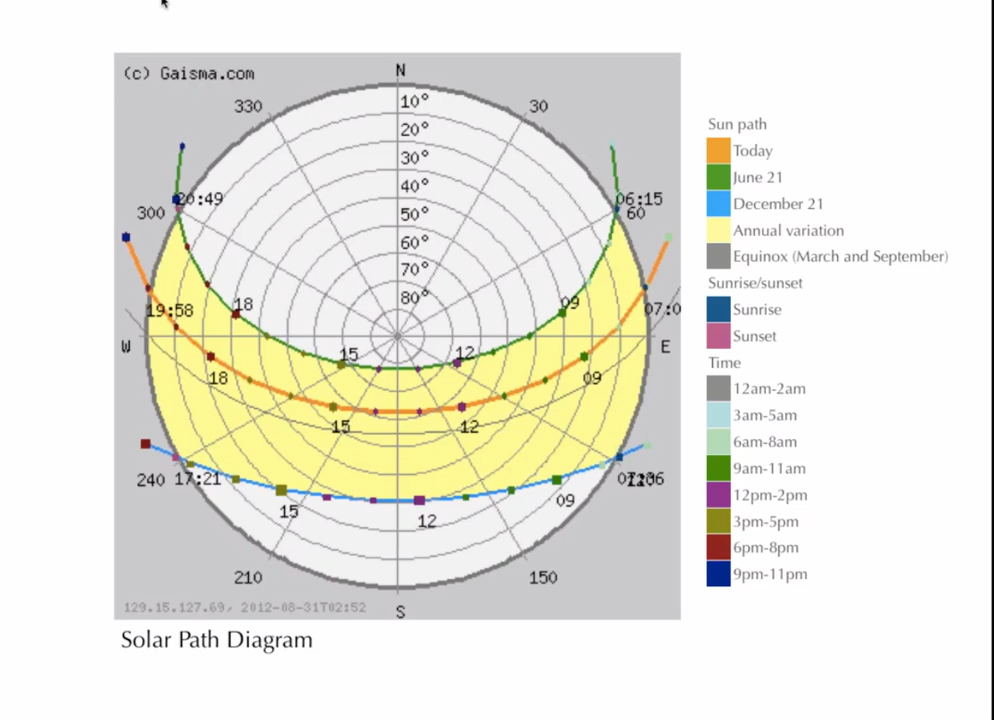 (c) Gaisma.com
N
330
30
10°
20°
30°
40°
50°
60°
70°
80°
20:49
06:15
300
60
19:58
18
09
07:0
W
15
12
E
18
09
15
12
240
17:21
15
12
09
210
150
129.15.127.69, 2012-08-31T02:52
S
Solar Path Diagram
Sun path
Today
June 21
December 21
Annual variation
Equinox (March and September)
Sunrise/sunset
Sunrise
Sunset
Time
12am-2am
3am-5am
6am-8am
9am-11am
12pm-2pm
3pm-5pm
6pm-8pm
9pm-11pm